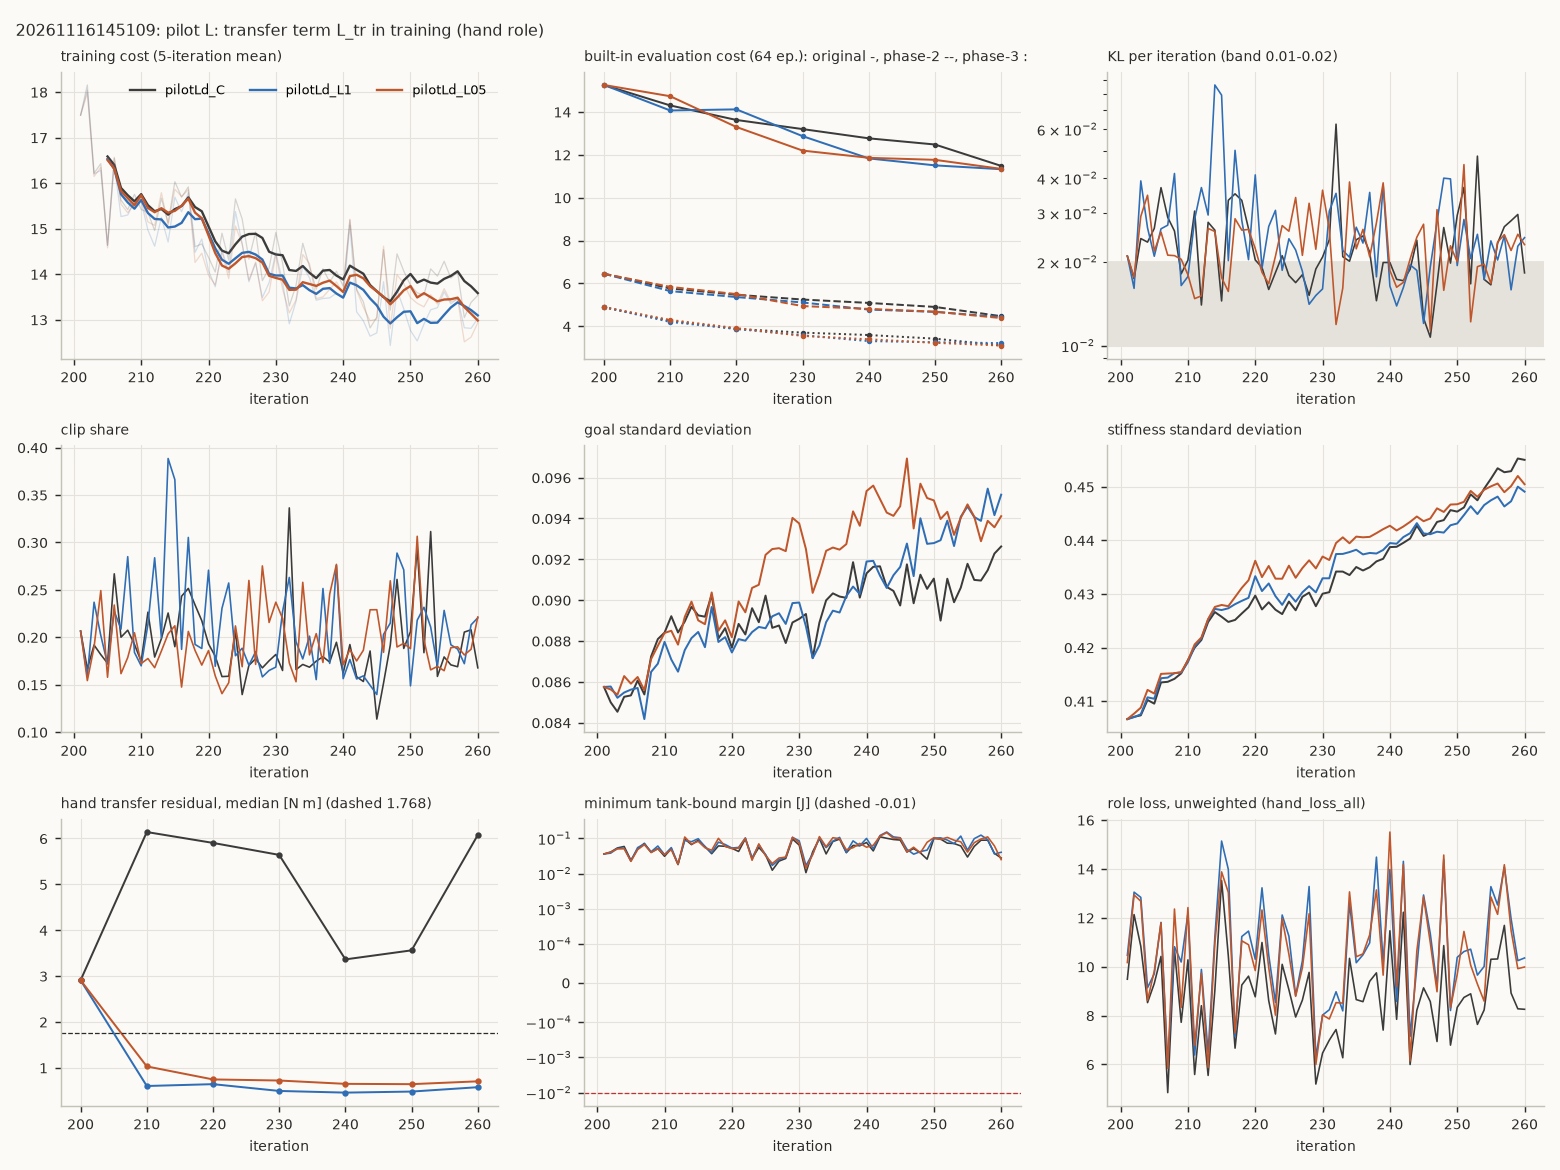 20261116145109: pilot L: transfer term L_tr in training (hand role)
training cost (5-iteration mean)
pilotLd_C
pilotLd_L1
pilotLd_L05
18
17
16
15
14
13
200 210 220 230 240 250 260
iteration
built-in evaluation cost (64 ep.): original -, phase-2 --, phase-3 :
14
12
10
8
6
4
200 210 220 230 240 250 260
iteration
KL per iteration (band 0.01-0.02)
6 × 10⁻²
4 × 10⁻²
3 × 10⁻²
2 × 10⁻²
10⁻²
200 210 220 230 240 250 260
iteration
clip share
0.40
0.35
0.30
0.25
0.20
0.15
0.10
200 210 220 230 240 250 260
iteration
goal standard deviation
0.096
0.094
0.092
0.090
0.088
0.086
0.084
200 210 220 230 240 250 260
iteration
stiffness standard deviation
0.45
0.44
0.43
0.42
0.41
200 210 220 230 240 250 260
iteration
hand transfer residual, median [N m] (dashed 1.768)
6
5
4
3
2
1
200 210 220 230 240 250 260
iteration
minimum tank-bound margin [J] (dashed -0.01)
10⁻¹
10⁻²
10⁻³
10⁻⁴
0
−10⁻⁴
−10⁻³
−10⁻²
200 210 220 230 240 250 260
iteration
role loss, unweighted (hand_loss_all)
16
14
12
10
8
6
200 210 220 230 240 250 260
iteration